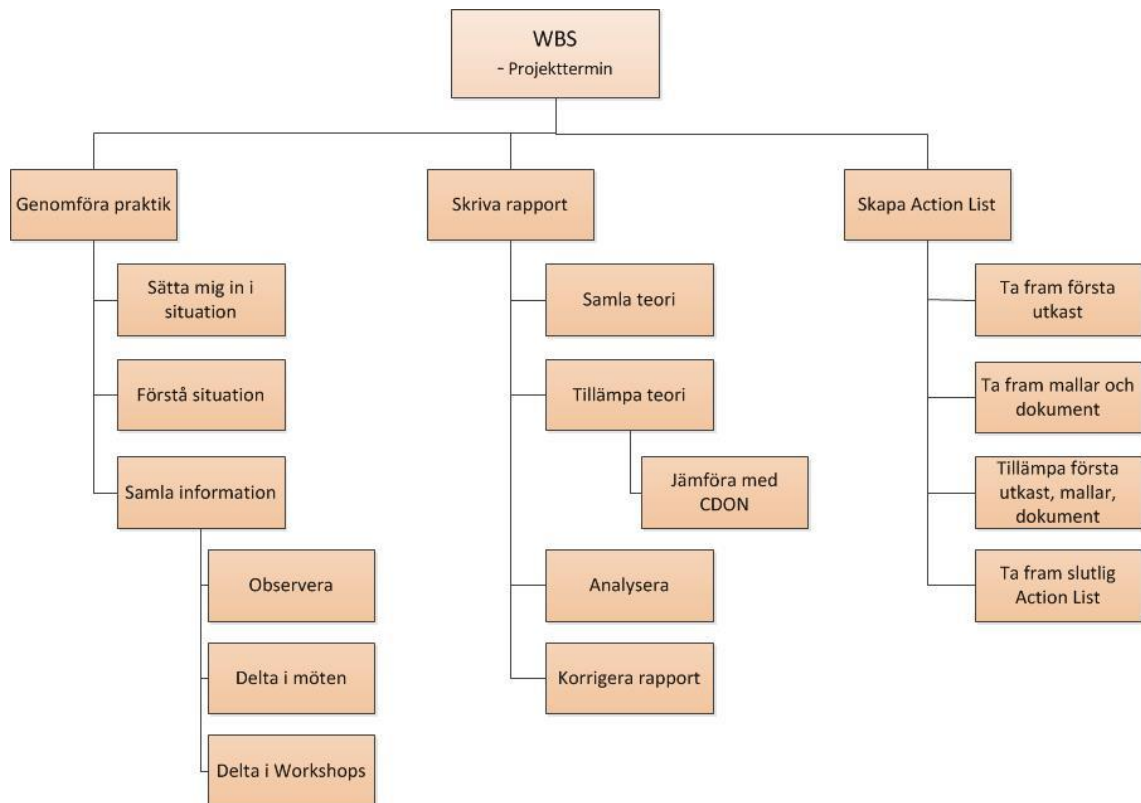 WBS
- Projekttermin
Genomföra praktik
Skriva rapport
Skapa Action List
Sätta mig in i
situation
Förstå situation
Samla information
Observera
Delta i möten
Delta i Workshops
Samla teori
Tillämpa teori
Jämföra med
CDON
Analysera
Korrigera rapport
Ta fram första
utkast
Ta fram mallar och
dokument
Tillämpa första
utkast, mallar,
dokument
Ta fram slutlig
Action List